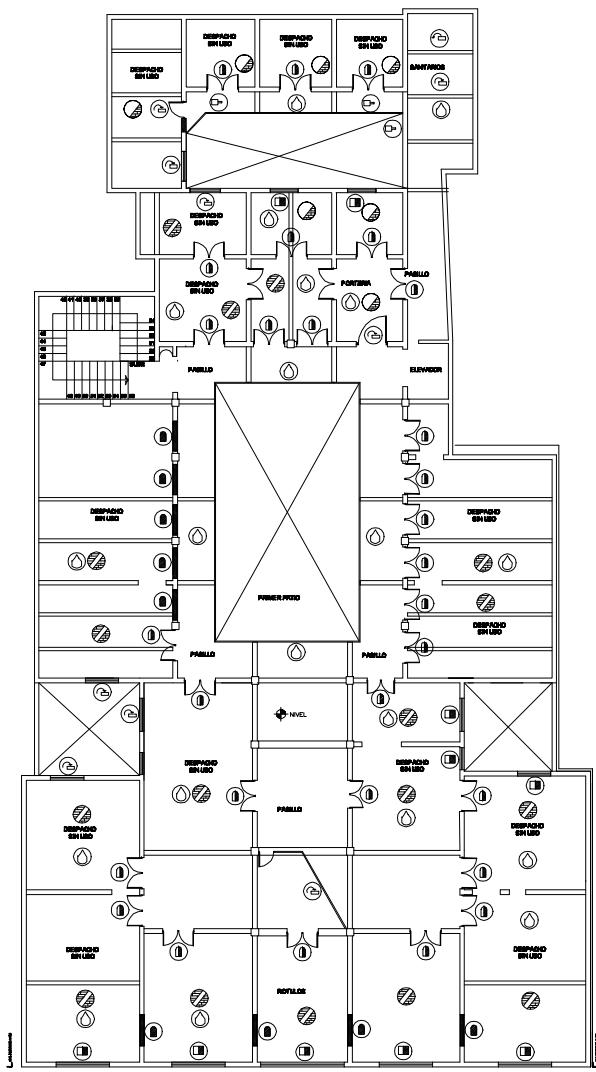 DESPACHO
SIN USO
DESPACHO
SIN USO
DESPACHO
SIN USO
DESPACHO
SIN USO
SANITARIOS
DESPACHO
SIN USO
DESPACHO
SIN USO
PORTERIA
PASILLO
PASILLO
ELEVADOR
DESPACHO
SIN USO
DESPACHO
SIN USO
PRIMER PATIO
DESPACHO
SIN USO
PASILLO
PASILLO
NIVEL
DESPACHO
SIN USO
DESPACHO
SIN USO
PASILLO
DESPACHO
SIN USO
DESPACHO
SIN USO
DESPACHO
SIN USO
DESPACHO
SIN USO
ROTULOS